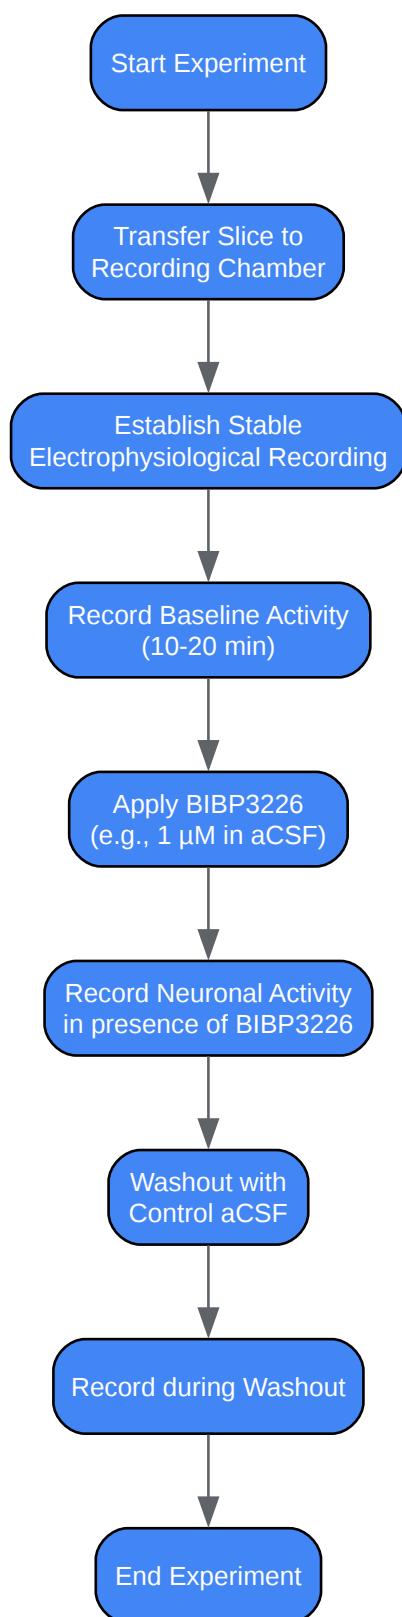 Start Experiment
Transfer Slice to
Recording Chamber
Establish Stable
Electrophysiological Recording
Record Baseline Activity
(10-20 min)
Apply BIBP3226
(e.g., 1 µM in aCSF)
Record Neuronal Activity
in presence of BIBP3226
Washout with
Control aCSF
Record during Washout
End Experiment